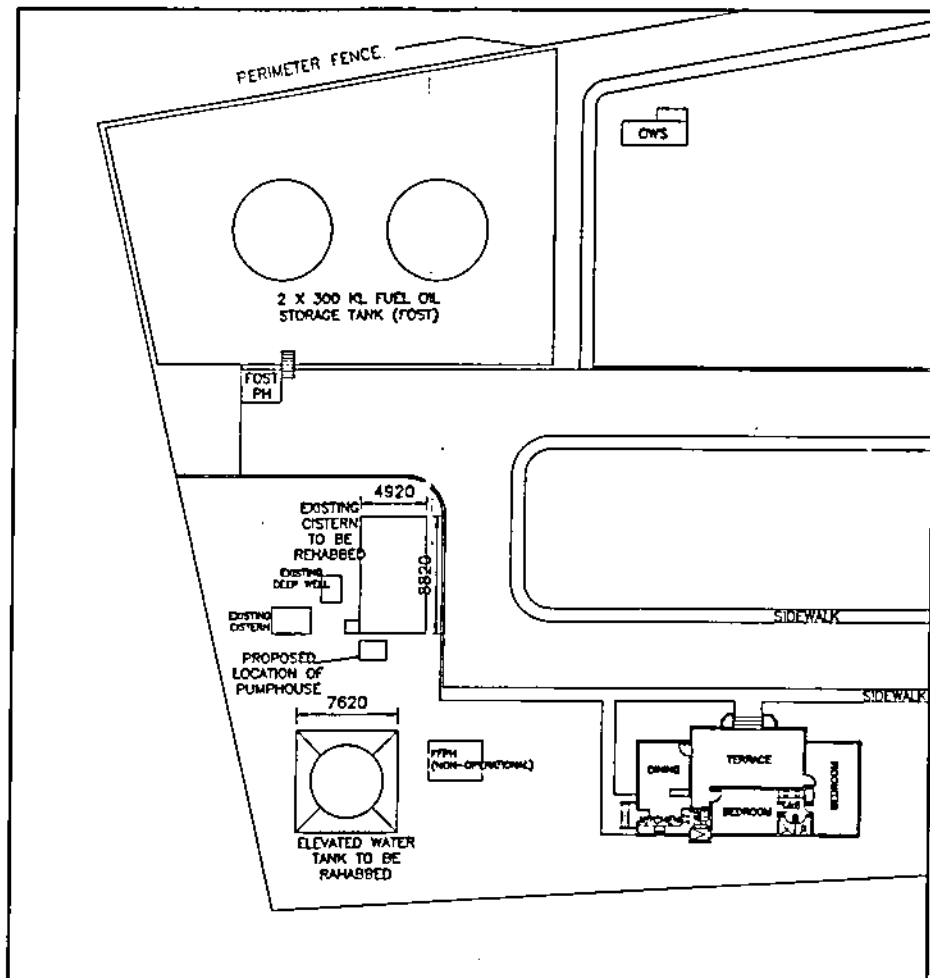 PERIMETER FENCE.
OWS
2 X 300 KL FUEL OIL
STORAGE TANK (FOST)
FOST
PH
4920
EXISTING
CISTERN
TO BE
REHABBED
8820
EXISTING
DEEP WELL
EXISTING
CISTERN
SIDEWALK
PROPOSED
LOCATION OF
PUMPHOUSE
SIDEWALK
7620
(NON-OPERATIONAL)
DINING
TERRACE
BEDROOM
BEDROOM
T&B
KITCHEN
ELEVATED WATER
TANK TO BE
RAHABBED